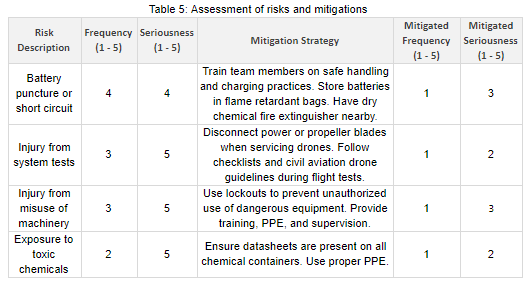 Table 5: Assessment of risks and mitigations
Risk Description Frequency (1 - 5) Seriousness (1 - 5) Mitigation Strategy Mitigated Frequency (1 - 5) Mitigated Seriousness (1 - 5)
Battery puncture or short circuit 4 4 Train team members on safe handling and charging practices. Store batteries in flame retardant bags. Have dry chemical fire extinguisher nearby. 1 3
Injury from system tests 3 5 Disconnect power or propeller blades when servicing drones. Follow checklists and civil aviation drone guidelines during flight tests. 1 2
Injury from misuse of machinery 3 5 Use lockouts to prevent unauthorized use of dangerous equipment. Provide training, PPE, and supervision. 1 3
Exposure to toxic chemicals 2 5 Ensure datasheets are present on all chemical containers. Use proper PPE. 1 2